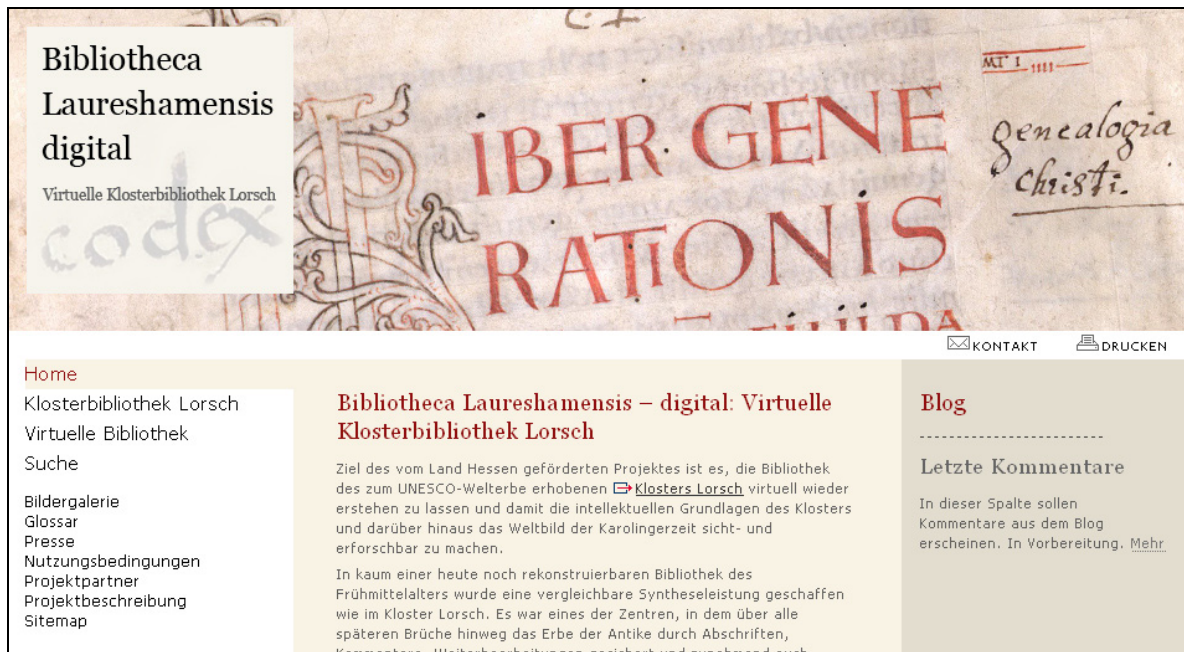 Bibliotheca
Laureshamensis
digital
Virtuelle Klosterbibliothek Lorsch
codex
IBER GENE
RATIONIS
MT I IIII
genealogia
Christi.
KONTAKT
DRUCKEN
Home
Klosterbibliothek Lorsch
Virtuelle Bibliothek
Suche
Bildergalerie
Glossar
Presse
Nutzungsbedingungen
Projektpartner
Projektbeschreibung
Sitemap
Bibliotheca Laureshamensis – digital: Virtuelle
Klosterbibliothek Lorsch
Ziel des vom Land Hessen geförderten Projektes ist es, die Bibliothek
des zum UNESCO-Welterbe erhobenen Klosters Lorsch virtuell wieder
erstehen zu lassen und damit die intellektuellen Grundlagen des Klosters
und darüber hinaus das Weltbild der Karolingerzeit sicht- und
erforschbar zu machen.
In kaum einer heute noch rekonstruierbaren Bibliothek des
Frühmittelalters wurde eine vergleichbare Syntheseleistung geschaffen
wie im Kloster Lorsch. Es war eines der Zentren, in dem über alle
späteren Brüche hinweg das Erbe der Antike durch Abschriften,
Blog
Letzte Kommentare
In dieser Spalte sollen
Kommentare aus dem Blog
erscheinen. In Vorbereitung. Mehr